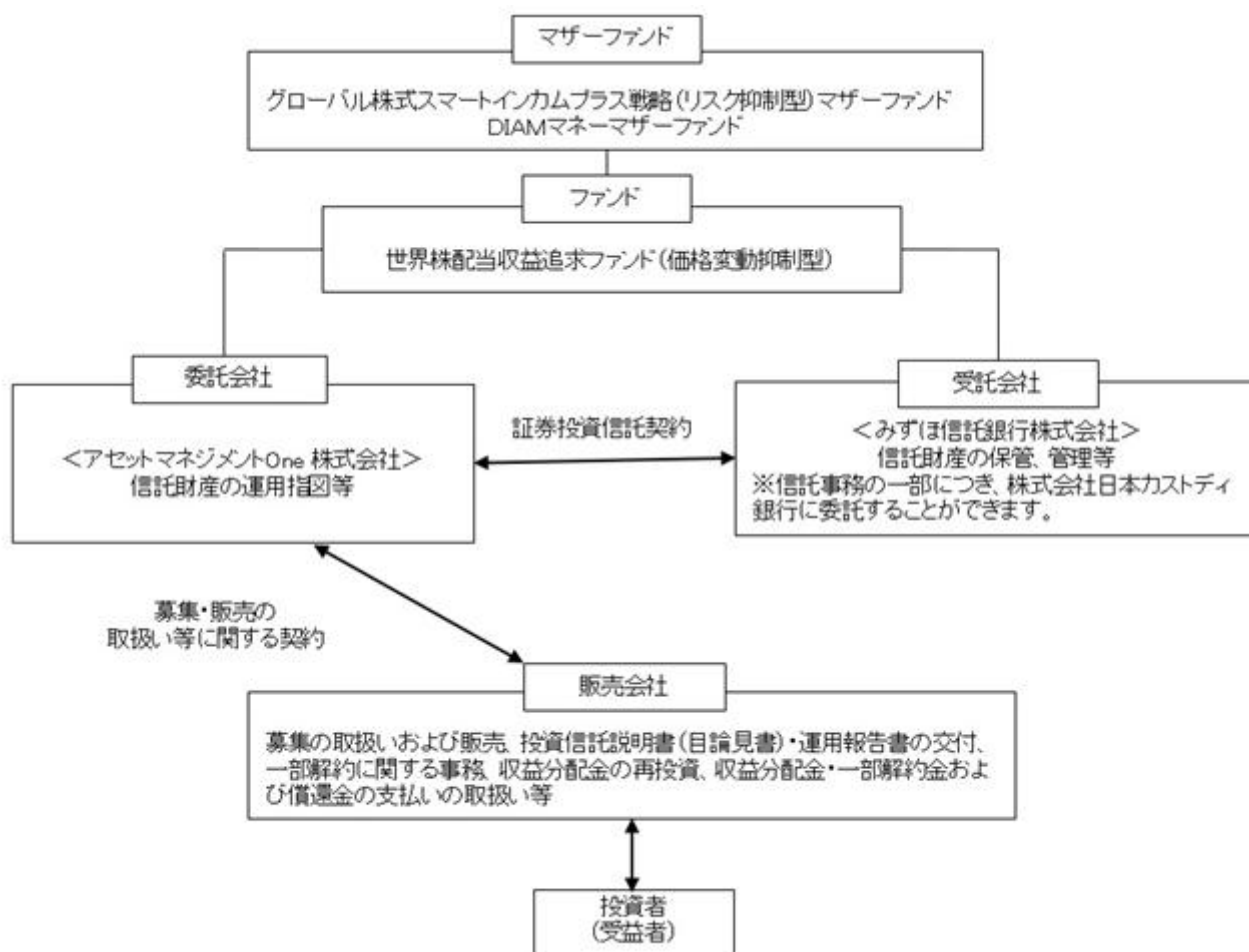 マザーファンド
グローバル株式スマートインカムプラス戦略(リスク抑制型)マザーファンド
DIAMマネーマザーファンド
ファンド
世界株配当収益追求ファンド(価格変動抑制型)
委託会社
<アセットマネジメントOne 株式会社>
信託財産の運用指図等
証券投資信託契約
受託会社
<みずほ信託銀行株式会社>
信託財産の保管、管理等
※信託事務の一部につき、株式会社日本カストディ
銀行に委託することができます。
募集・販売の
取扱い等に関する契約
販売会社
募集の取扱いおよび販売、投資信託説明書(目論見書)・運用報告書の交付、
一部解約に関する事務、収益分配金の再投資、収益分配金・一部解約金およ
び償還金の支払いの取扱い等
投資者
(受益者)